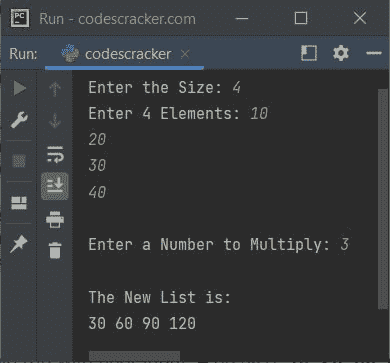 PC Run - codescracker.com
Run: codescracker
Enter the Size: 4
Enter 4 Elements: 10
20
30
40
Enter a Number to Multiply: 3
The New List is:
30 60 90 120